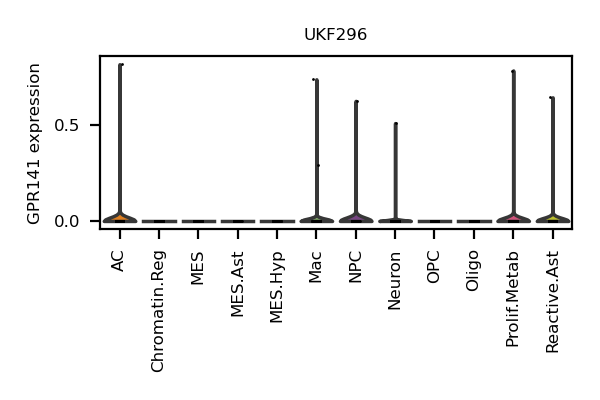 UKF296
GPR141 expression
0.5
0.0
AC
Chromatin.Reg
MES
MES.Ast
MES.Hyp
Mac
NPC
Neuron
OPC
Oligo
Prolif.Metab
Reactive.Ast